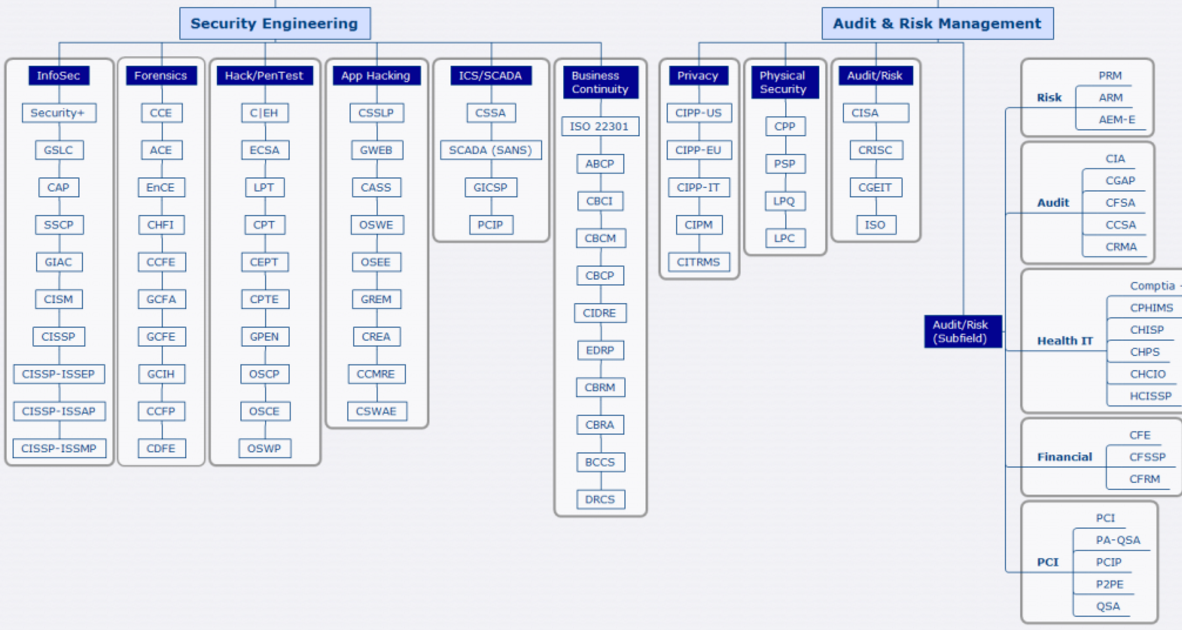 Security Engineering
InfoSec
Security+
GSLC
CAP
SSCP
GIAC
CISM
CISSP
CISSP-ISSEP
CISSP-ISSAP
CISSP-ISSMP
Forensics
CCE
ACE
EnCE
CHFI
CCFE
GCFA
GCFE
GCIH
CCFP
CDFE
Hack/PenTest
C|EH
ECSA
LPT
CPT
CEPT
CPTE
GPEN
OSCP
OSCE
OSWP
App Hacking
CSSLP
GWEB
CASS
OSWE
OSEE
GREM
CREA
CCMRE
CSWAE
ICS/SCADA
CSSA
SCADA (SANS)
GICSP
PCIP
Business
Continuity
ISO 22301
ABCP
CBCI
CBCM
CBCP
CIDRE
EDRP
CBRM
CBRA
BCCS
DRCS
Audit & Risk Management
Privacy
CIPP-US
CIPP-EU
CIPP-IT
CIPM
CITRMS
Physical
Security
CPP
PSP
LPQ
LPC
Audit/Risk
CISA
CRISC
CGEIT
ISO
Audit/Risk
(Subfield)
Risk
PRM
ARM
AEM-E
Audit
CIA
CGAP
CFSA
CCSA
CRMA
Health IT
Comptia
CPHIMS
CHISP
CHPS
CHCIO
HCISSP
Financial
CFE
CFSSP
CFRM
PCI
PCI
PA-QSA
PCIP
P2PE
QSA